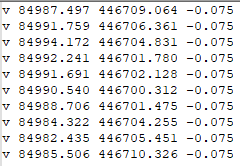 v 84987.497 446709.064 -0.075
v 84991.759 446706.361 -0.075
v 84994.172 446704.831 -0.075
v 84992.241 446701.780 -0.075
v 84991.691 446702.128 -0.075
v 84990.540 446700.312 -0.075
v 84988.706 446701.475 -0.075
v 84984.322 446704.255 -0.075
v 84982.435 446705.451 -0.075
v 84985.506 446710.326 -0.075